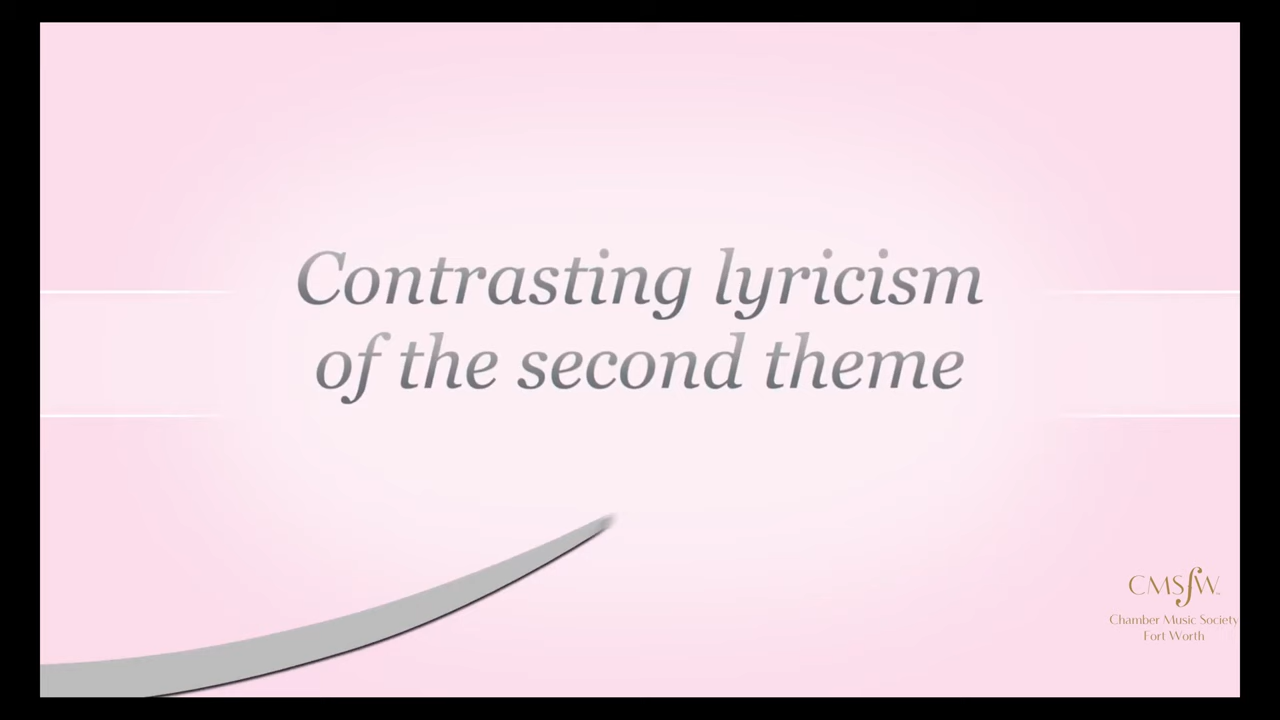 Contrasting lyricism
of the second theme
CMSfW
Chamber Music Society
Fort Worth